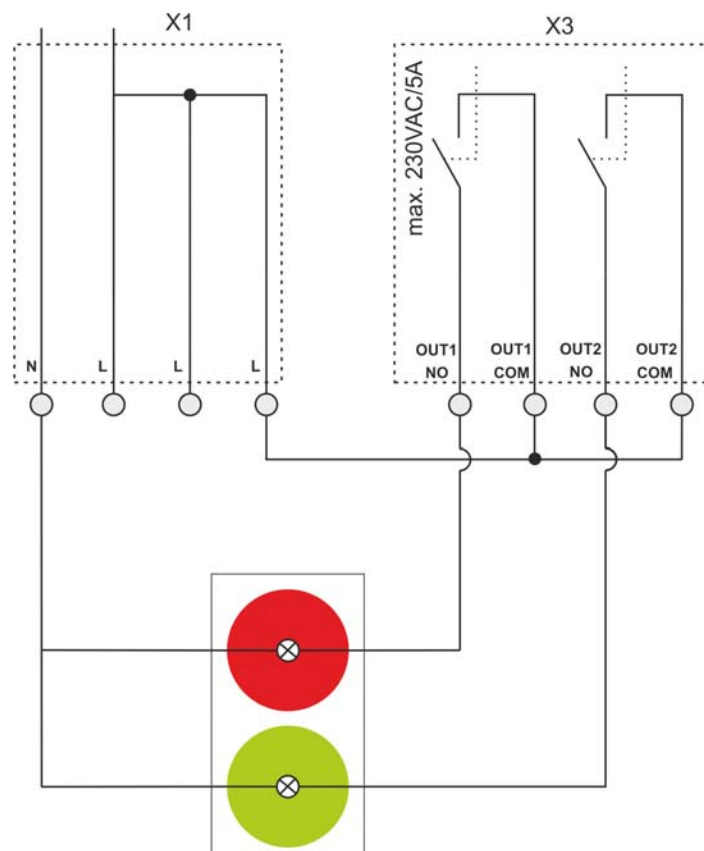 X1
X3
max. 230VAC/5A
N
L
L
L
OUT1
NO
OUT1
COM
OUT2
NO
OUT2
COM